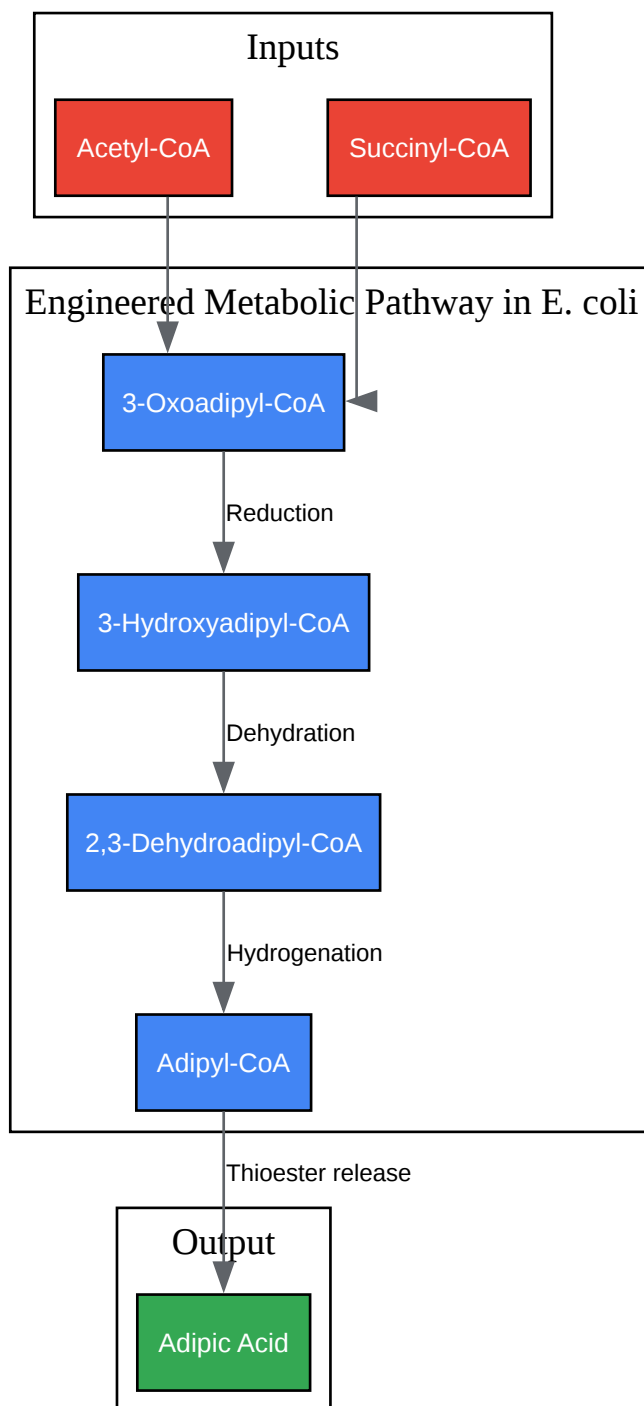 Inputs
Acetyl-CoA
Succinyl-CoA
Engineered Metabolic Pathway in E. coli
3-Oxoadipyl-CoA
Reduction
3-Hydroxyadipyl-CoA
Dehydration
2,3-Dehydroadipyl-CoA
Hydrogenation
Adipyl-CoA
Thioester release
Output
Adipic Acid